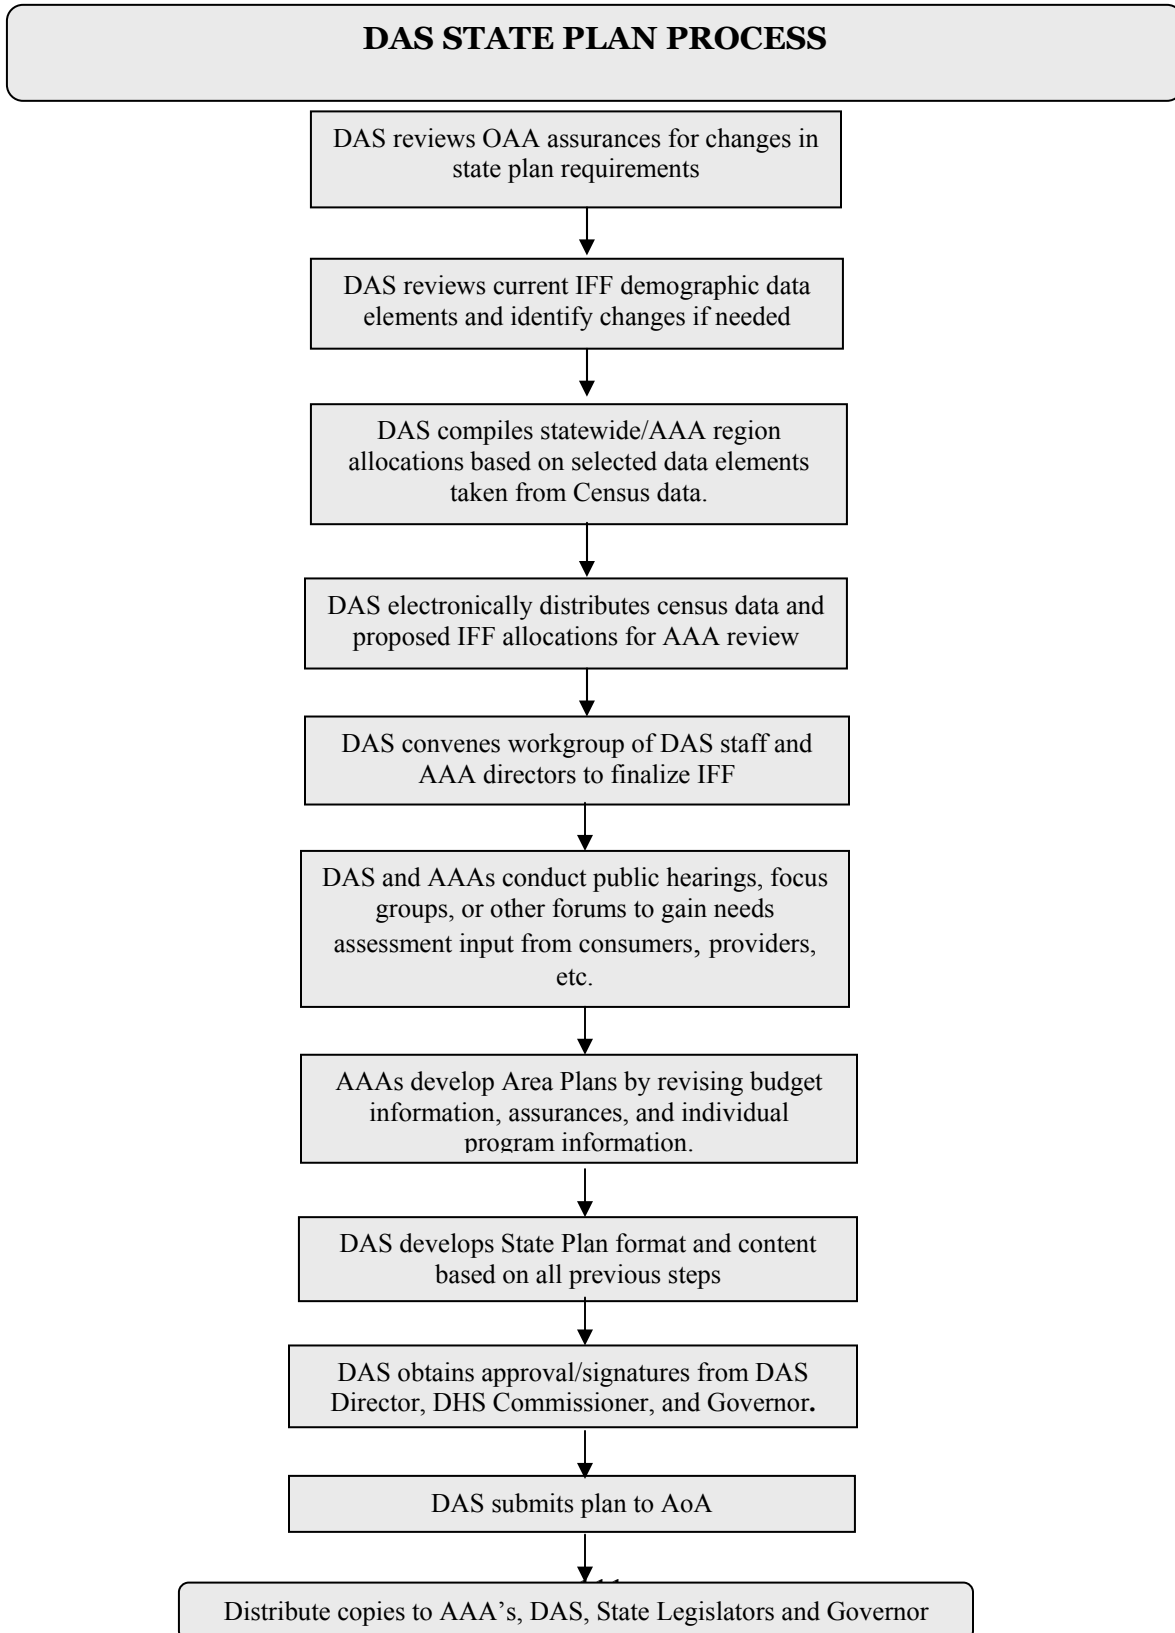 DAS STATE PLAN PROCESS
DAS reviews OAA assurances for changes in
state plan requirements
DAS reviews current IFF demographic data
elements and identify changes if needed
DAS compiles statewide/AAA region
allocations based on selected data elements
taken from Census data.
DAS electronically distributes census data and
proposed IFF allocations for AAA review
DAS convenes workgroup of DAS staff and
AAA directors to finalize IFF
DAS and AAAs conduct public hearings, focus
groups, or other forums to gain needs
assessment input from consumers, providers,
etc.
AAAs develop Area Plans by revising budget
information, assurances, and individual
program information.
DAS develops State Plan format and content
based on all previous steps
DAS obtains approval/signatures from DAS
Director, DHS Commissioner, and Governor.
DAS submits plan to AoA
Distribute copies to AAA's, DAS, State Legislators and Governor